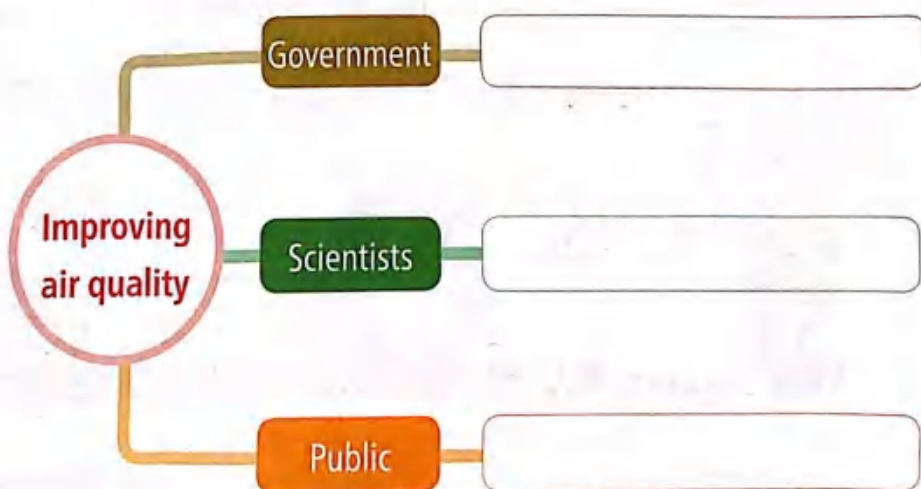 Government
Improving
air quality
Scientists
Public